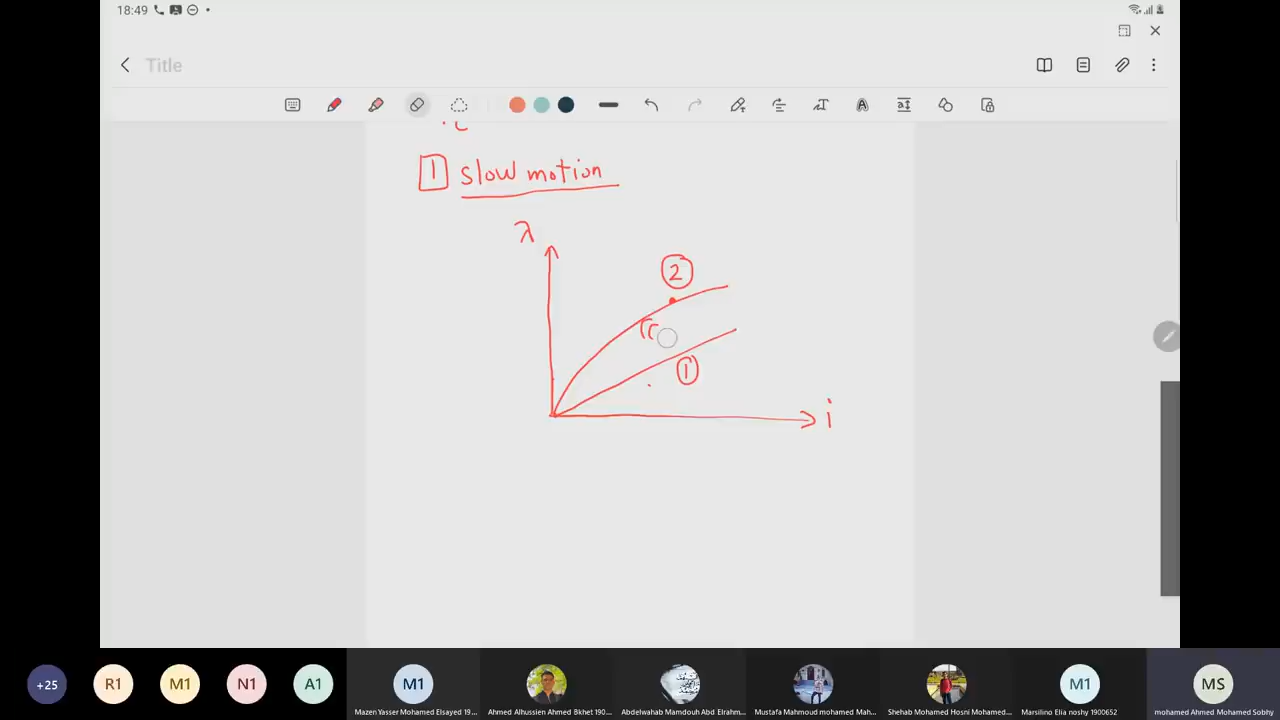 18:49
Title
1 slow motion
λ
2
1
i
+25
R1
M1
N1
A1
M1
M1
MS
Mazen Yasser Mohamed Elsayed 19...
Ahmed Alhussien Ahmed Bkhet 190...
Abdelwahab Mamdouh Abd Elrahm...
Mustafa Mahmoud mohamed Mah...
Shehab Mohamed Hosni Mohamed...
Marsilino Elia noshy 1900652
mohamed Ahmed Mohamed Sobhy